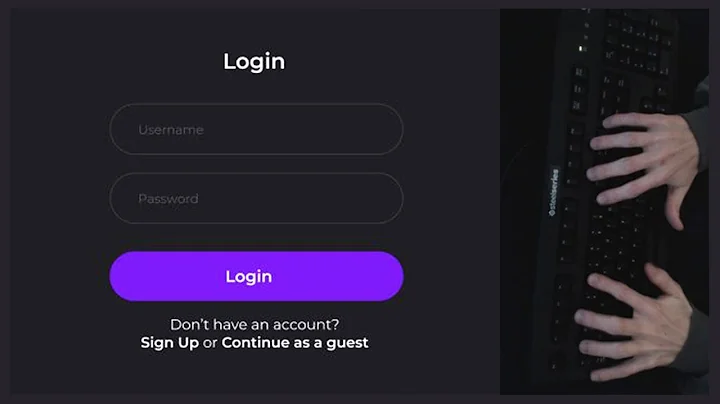 Login
Username
Password
Login
Don’t have an account?
Sign Up or Continue as a guest
steelseries